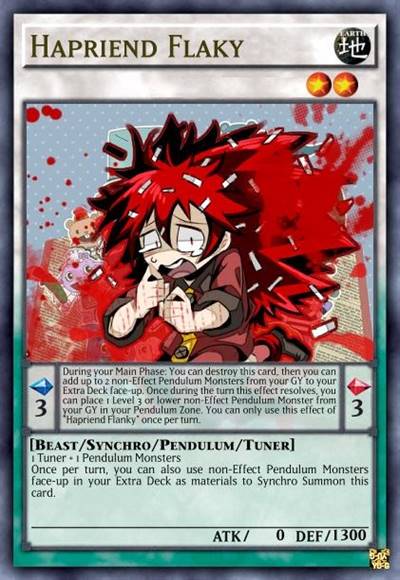 Hapriend Flaky
EARTH
地
During your Main Phase: You can destroy this card, then you can
add up to 2 non-Effect Pendulum Monsters from your GY to your
Extra Deck face-up. Once during the turn this effect resolves, you
can place 1 Level 3 or lower non-Effect Pendulum Monster from
your GY in your Pendulum Zone. You can only use this effect of
"Hapriend Flanky" once per turn.
3
3
[Beast/Synchro/Pendulum/Tuner]
1 Tuner + 1 Pendulum Monsters
Once per turn, you can also use non-Effect Pendulum Monsters
face-up in your Extra Deck as materials to Synchro Summon this
card.
ATK/ 0 DEF/1300